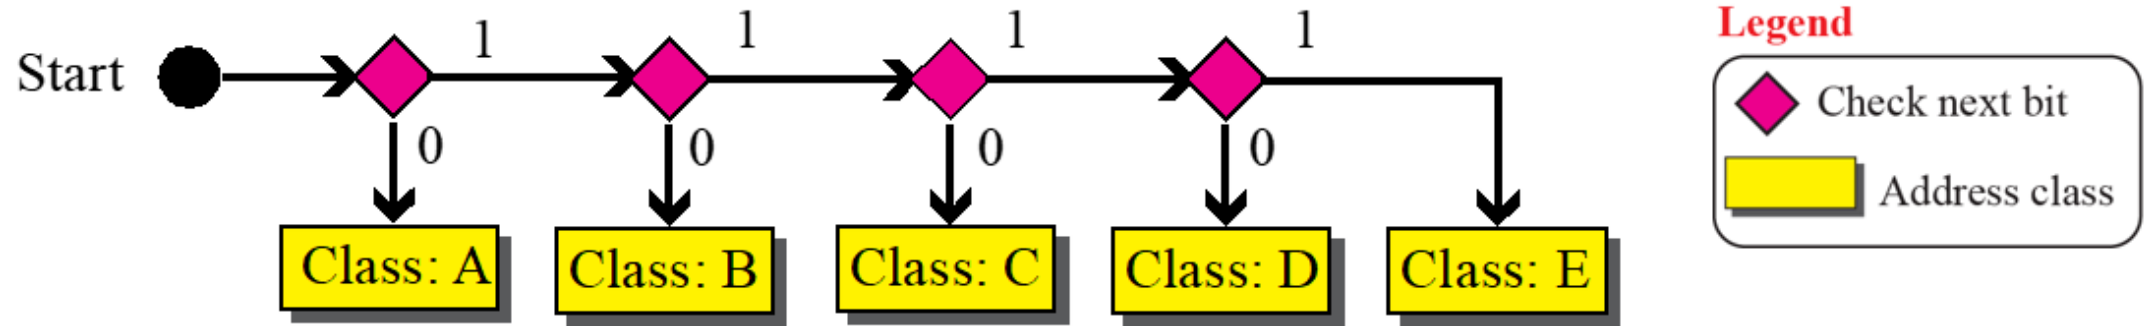 Start
1
1
1
1
0
0
0
0
Class: A
Class: B
Class: C
Class: D
Class: E
Legend
Check next bit
Address class